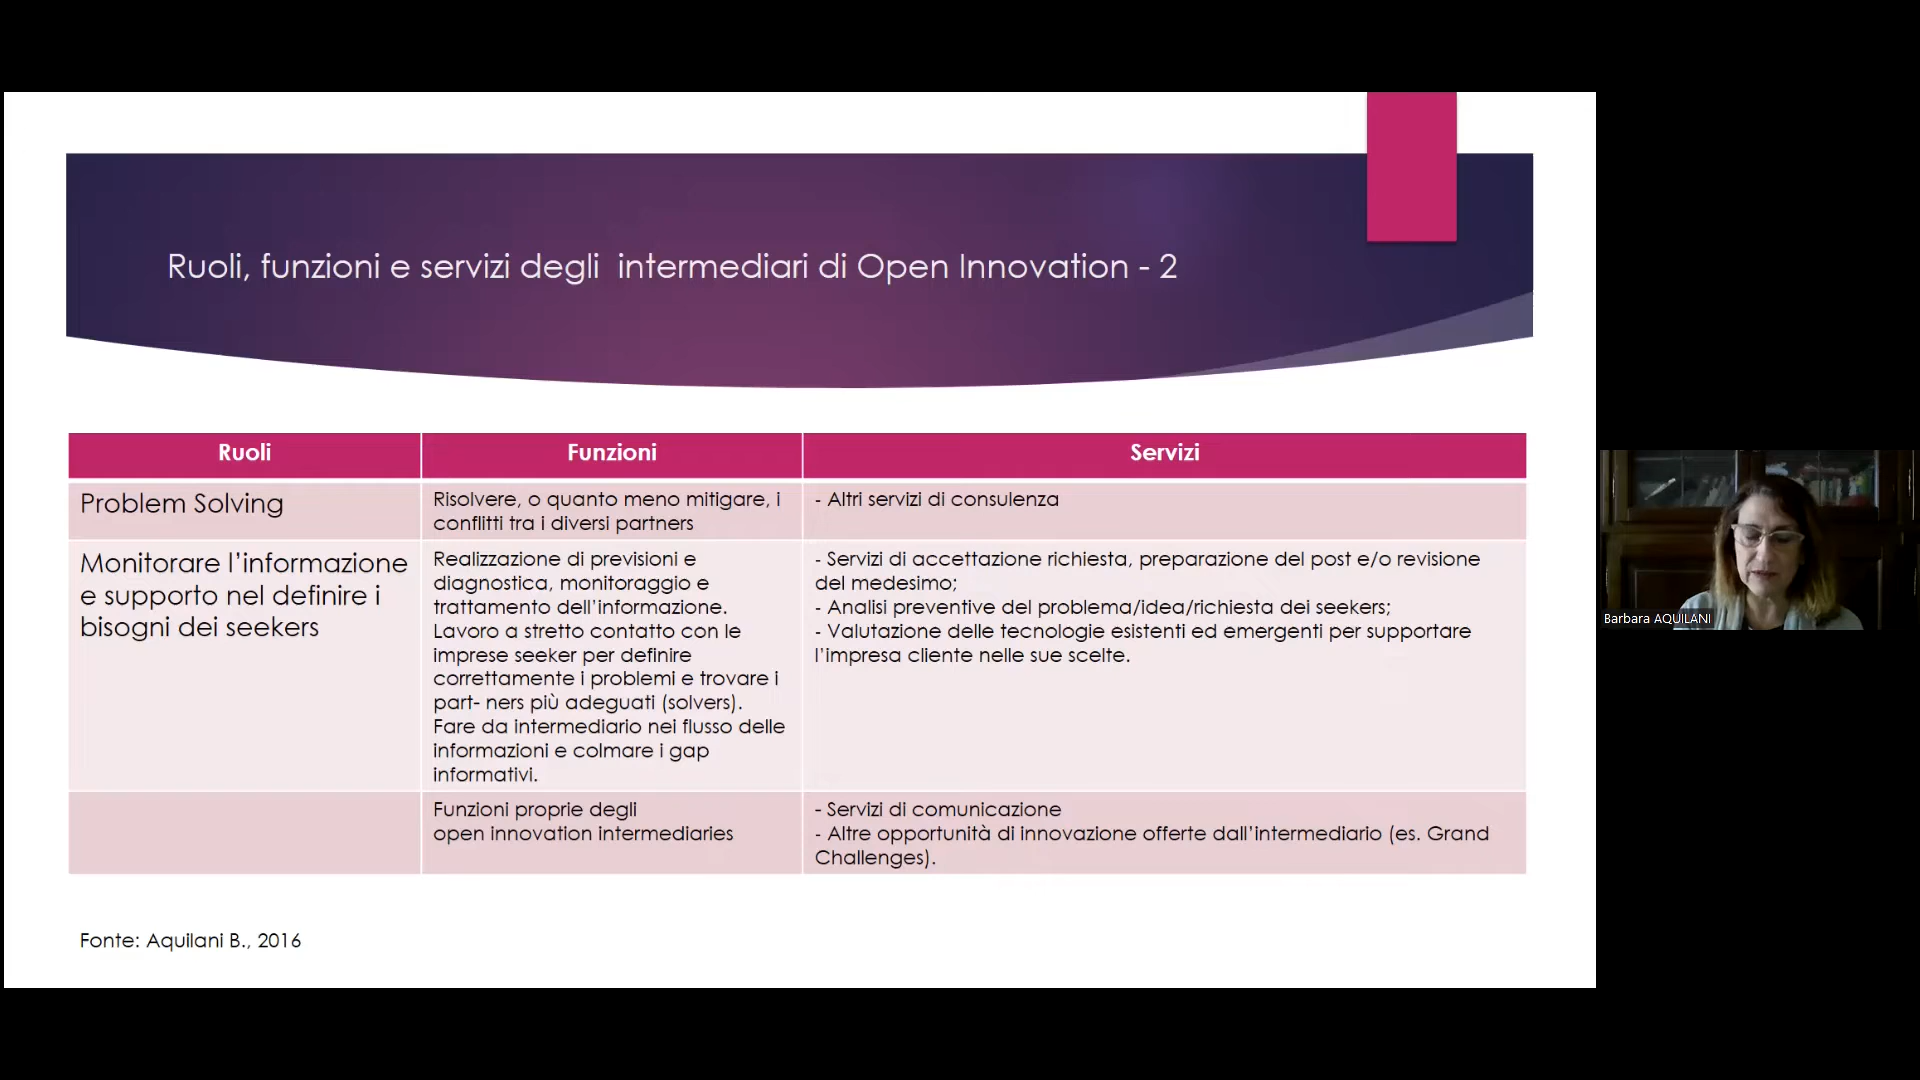 Ruoli, funzioni e servizi degli  intermediari di Open Innovation - 2
Ruoli
Funzioni
Servizi
Problem Solving
Risolvere, o quanto meno mitigare, i
conflitti tra i diversi partners
- Altri servizi di consulenza
Monitorare l’informazione
e supporto nel definire i
bisogni dei seekers
Realizzazione di previsioni e
diagnostica, monitoraggio e
trattamento dell’informazione.
Lavoro a stretto contatto con le
imprese seeker per definire
correttamente i problemi e trovare i
part- ners più adeguati (solvers).
Fare da intermediario nei flusso delle
informazioni e colmare i gap
informativi.
- Servizi di accettazione richiesta, preparazione del post e/o revisione
del medesimo;
- Analisi preventive del problema/idea/richiesta dei seekers;
- Valutazione delle tecnologie esistenti ed emergenti per supportare
l’impresa cliente nelle sue scelte.
Funzioni proprie degli
open innovation intermediaries
- Servizi di comunicazione
- Altre opportunità di innovazione offerte dall’intermediario (es. Grand
Challenges).
Fonte: Aquilani B., 2016
Barbara AQUILANI